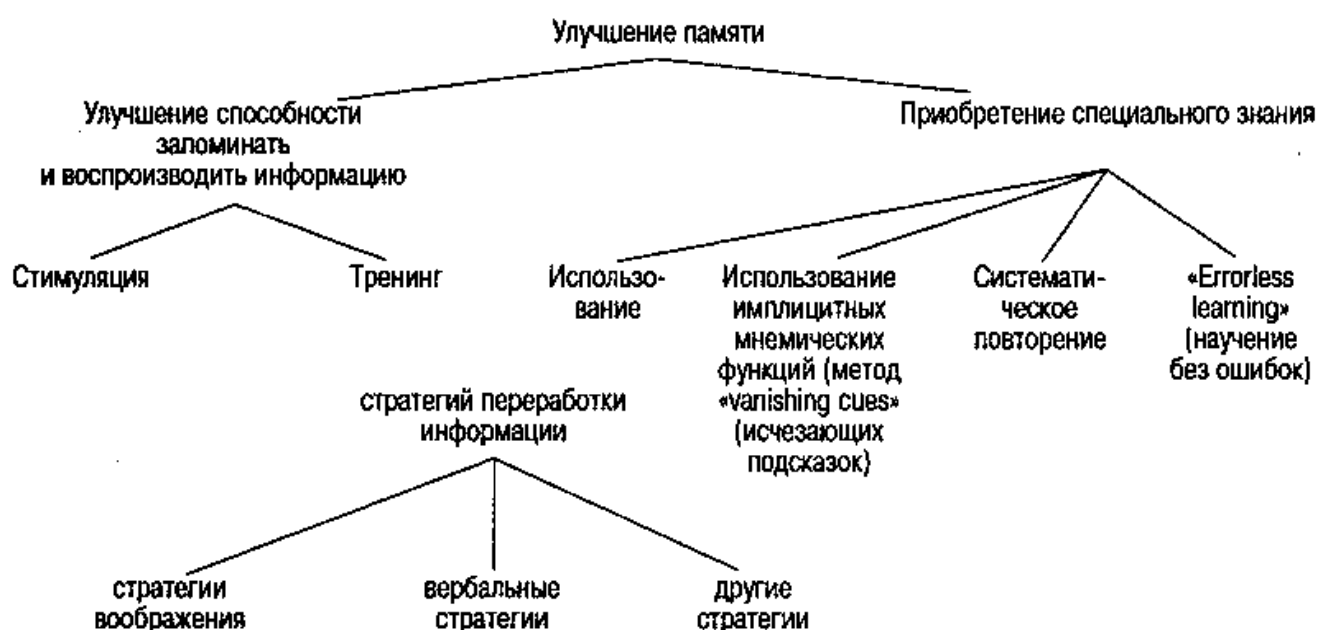 Улучшение памяти
Улучшение способности
запоминать
и воспроизводить информацию
Приобретение специального знания
Стимуляция
Тренинг
Использо-
вание
Использование
имплицитных
мнемических
функций (метод
«vanishing cues»
(исчезающих
подсказок)
Системати-
ческое
повторение
«Errorless
learning»
(научение
без ошибок)
стратегий переработки
информации
стратегии
воображения
вербальные
стратегии
другие
стратегии